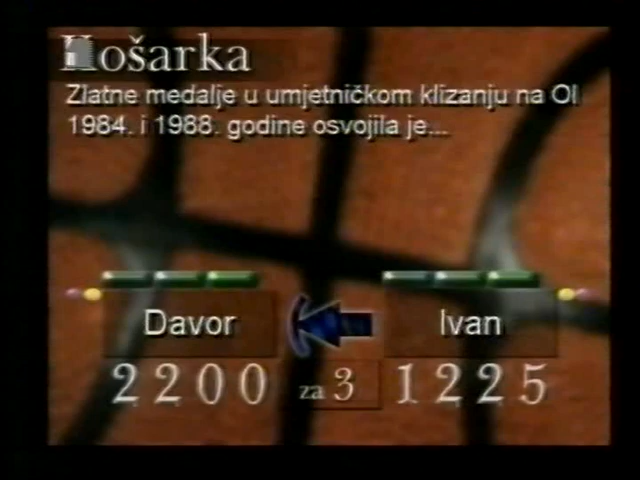 Košarka
Zlatne medalje u umjetničkom klizanju na OI
1984. i 1988. godine osvojila je...
Davor
Ivan
2200
za 3
1225